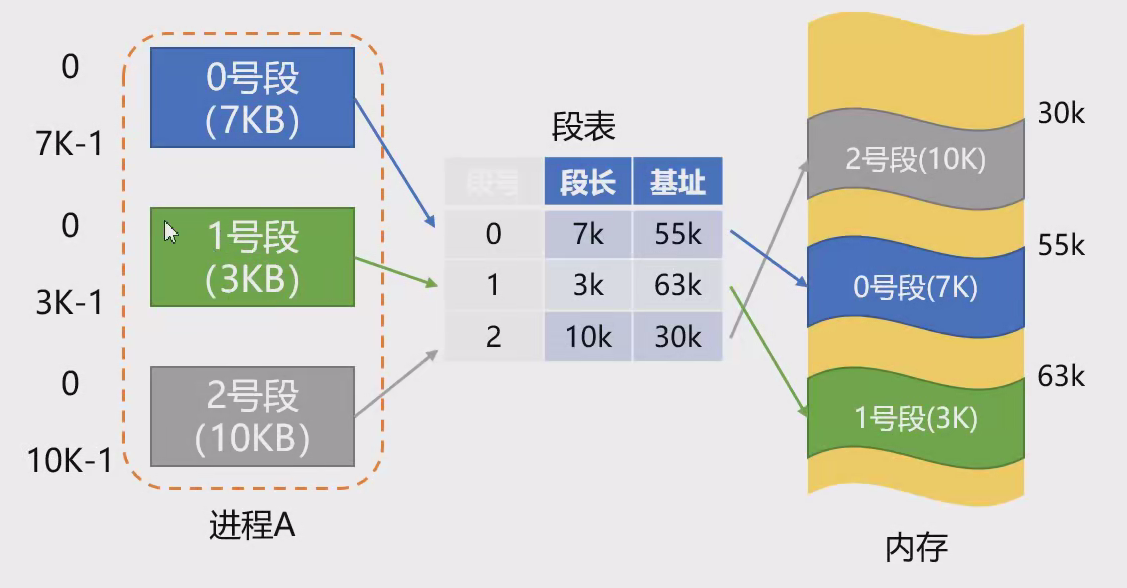 0
7K-1
0号段
(7KB)
0
3K-1
1号段
(3KB)
0
10K-1
2号段
(10KB)
进程A
段表
段号 段长 基址
0 7k 55k
1 3k 63k
2 10k 30k
30k
2号段(10K)
55k
0号段(7K)
63k
1号段(3K)
内存